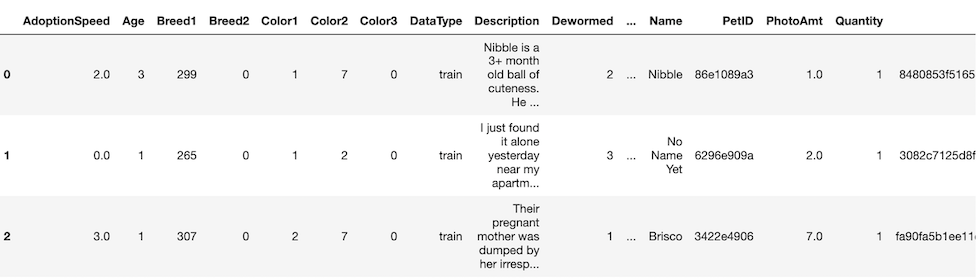 AdoptionSpeed Age Breed1 Breed2 Color1 Color2 Color3 DataType Description Dewormed ... Name PetID PhotoAmt Quantity
Nibble is a
3+ month
0 2.0 3 299 0 1 7 0 train old ball of 2 ... Nibble 86e1089a3 1.0 1 8480853f5165
cuteness.
He ...
I just found
it alone No
1 0.0 1 265 0 1 2 0 train yesterday 3 ... Name 6296e909a 2.0 1 3082c7125d8f
near my Yet
apartm...
Their
pregnant
2 3.0 1 307 0 2 7 0 train mother was 1 ... Brisco 3422e4906 7.0 1 fa90fa5b1ee11
dumped by
her irresp...